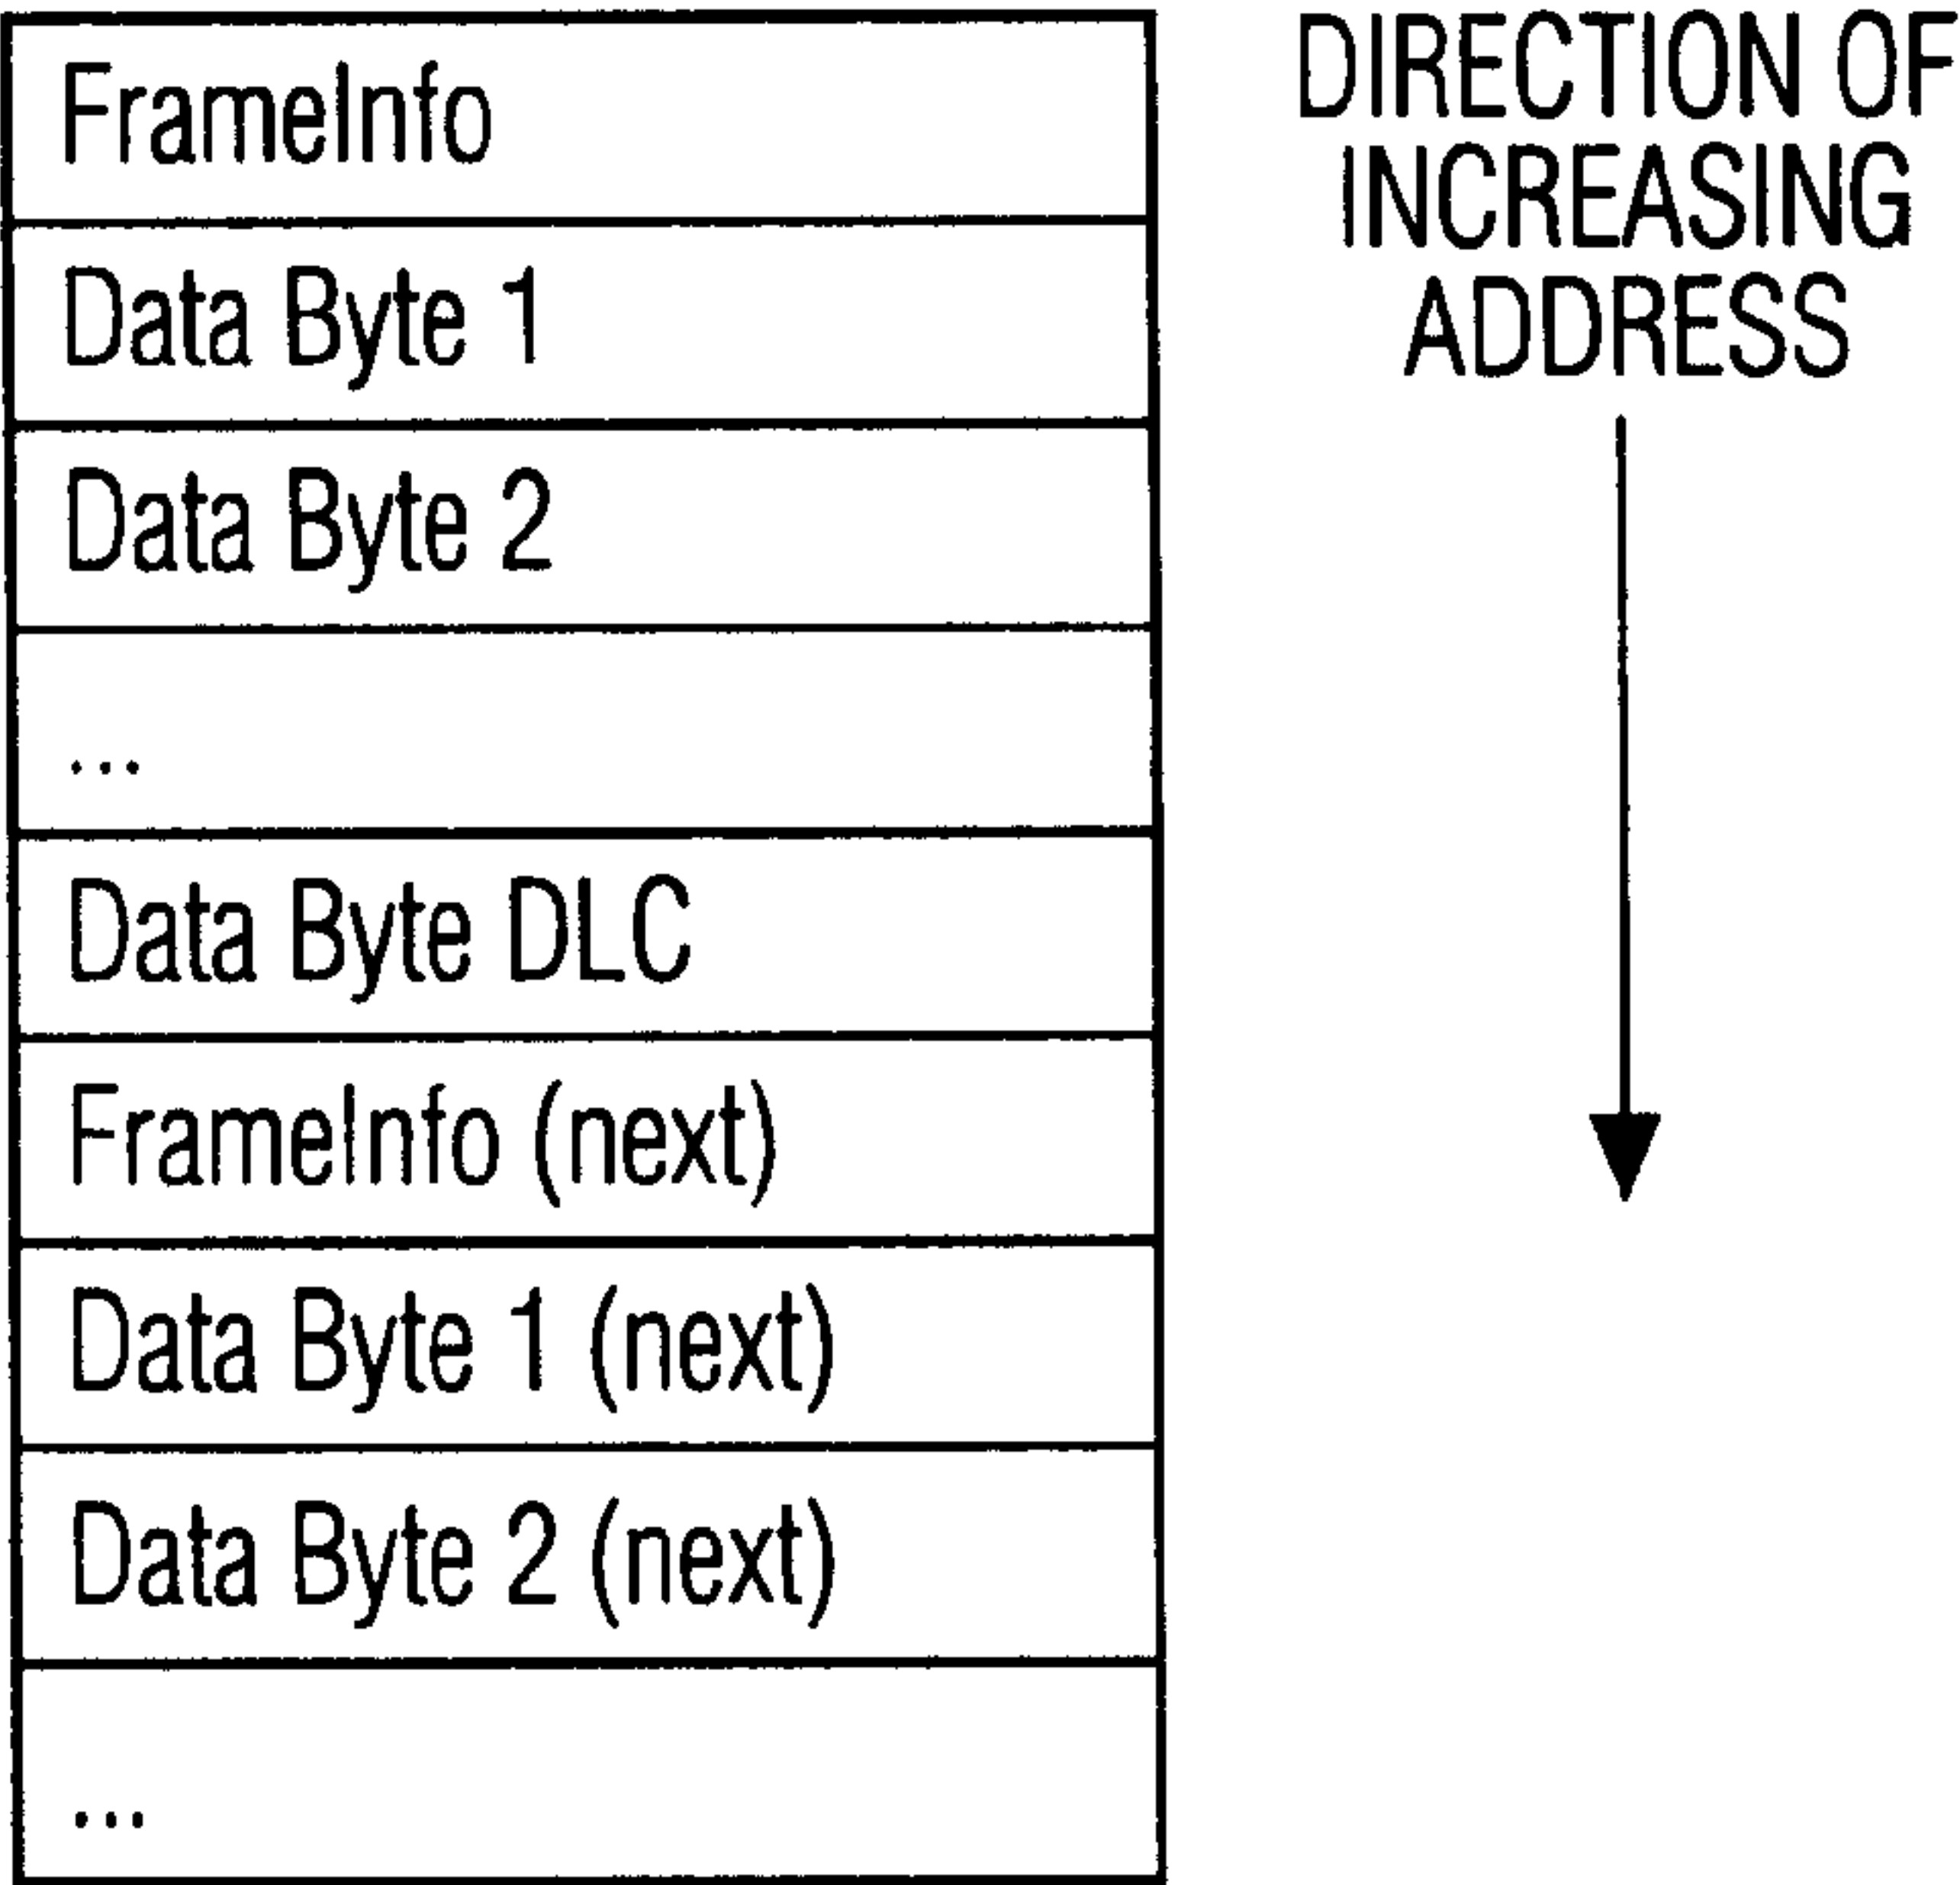 FrameInfo
Data Byte 1
Data Byte 2
...
Data Byte DLC
FrameInfo (next)
Data Byte 1 (next)
Data Byte 2 (next)
...
DIRECTION OF
INCREASING
ADDRESS